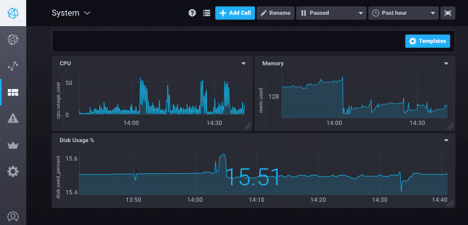 System
Add Cell
Rename
Paused
Past hour
Templates
CPU
cpu.usage_user
50
0
14:00
14:30
Memory
mem.used
12B
14:00
14:30
Disk Usage %
disk.used_percent
15.6
15.4
15.51
13:50
14:00
14:10
14:20
14:30
14:40